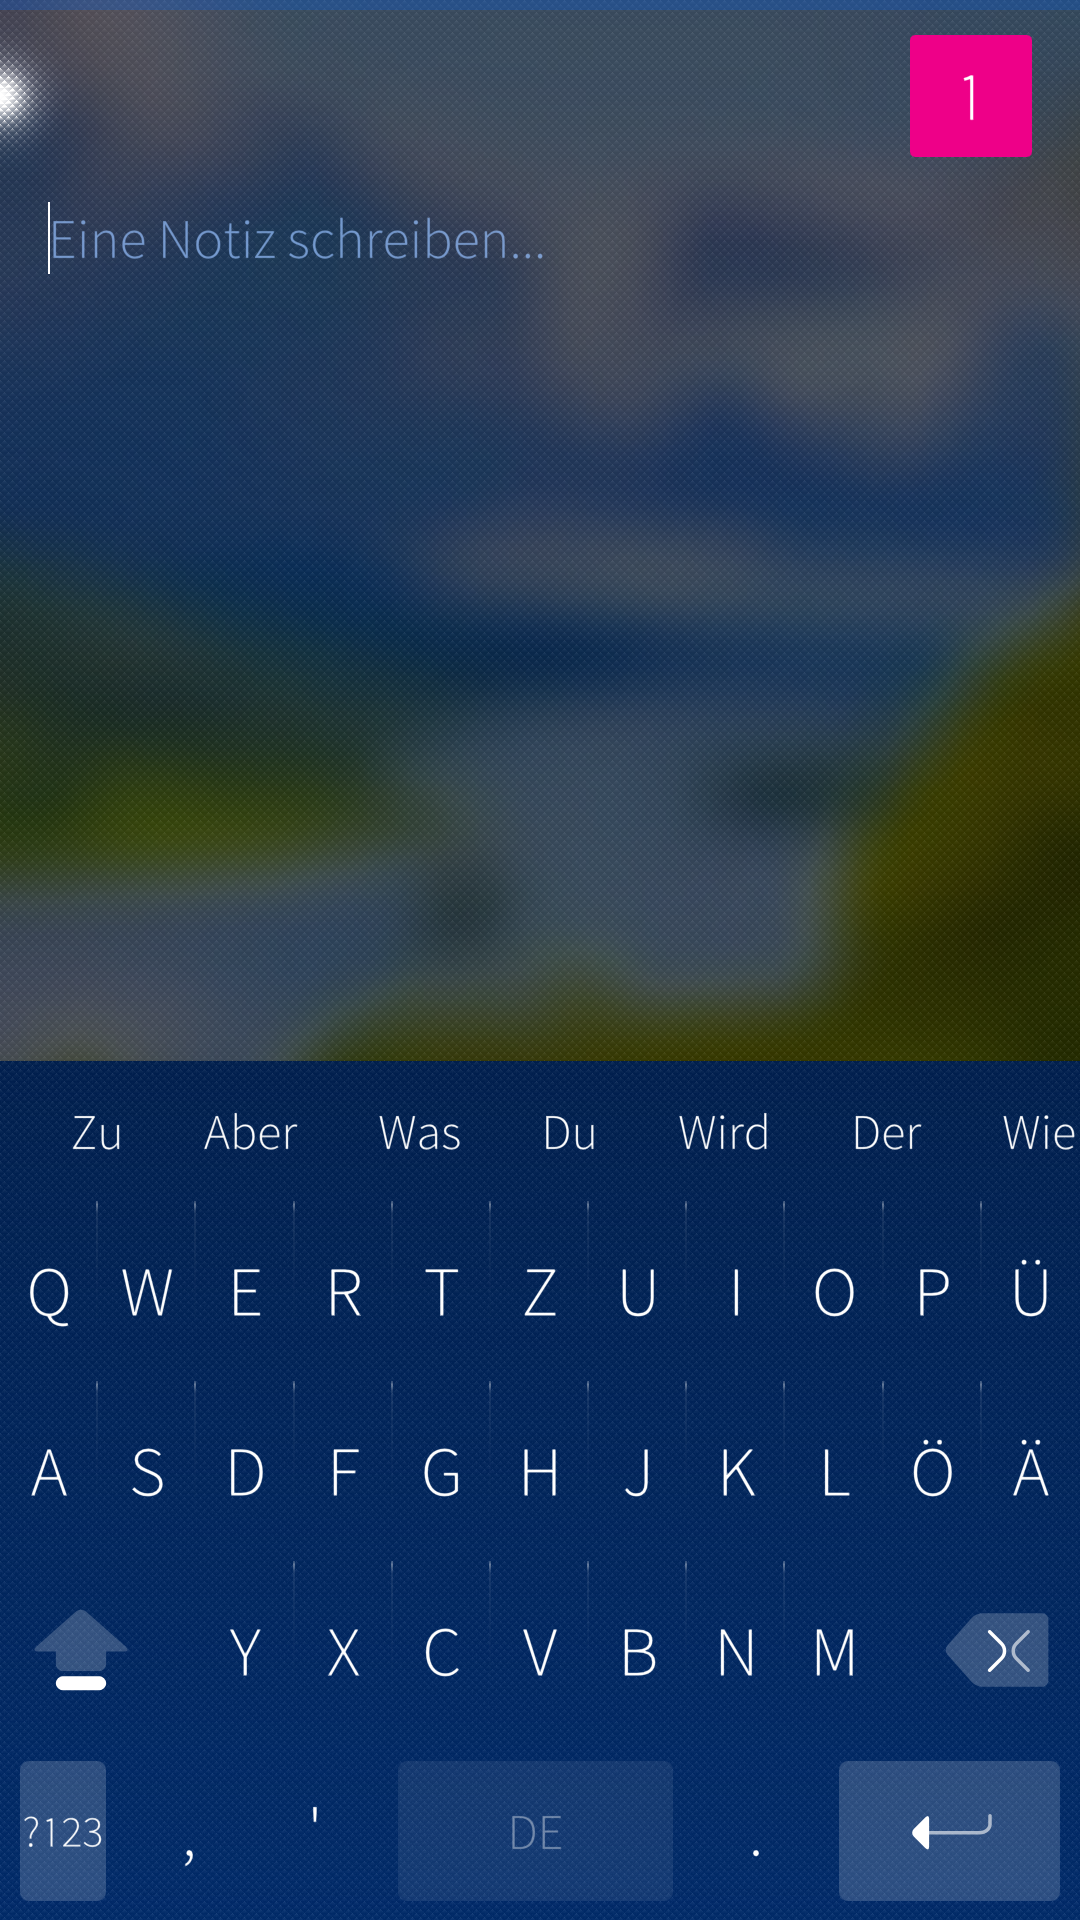 1
Eine Notiz schreiben...
Zu Aber Was Du Wird Der Wie
Q W E R T Z U I O P Ü
A S D F G H J K L Ö Ä
Y X C V B N M
?123 , ' DE .